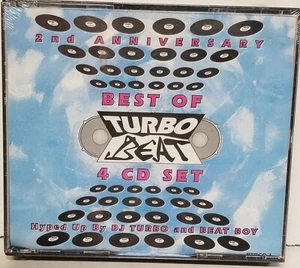 2nd ANNIVERSARY
BEST OF
TURBO
BEAT
4 CD SET
Hyped Up By DJ TURBO and BEAT BOY